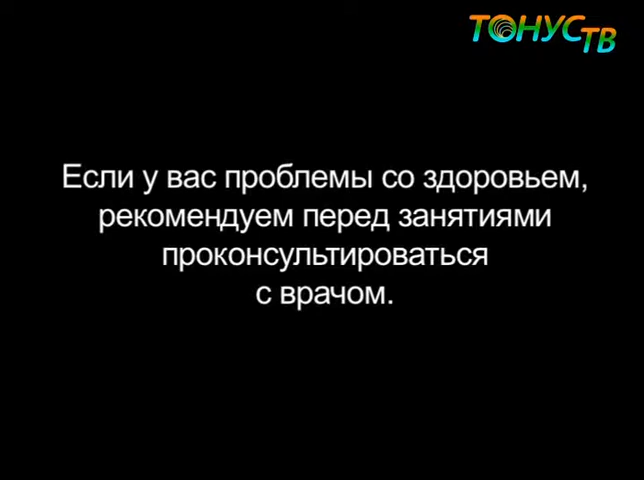 ТОНУС ТВ
Если у вас проблемы со здоровьем,
рекомендуем перед занятиями
проконсультироваться
с врачом.